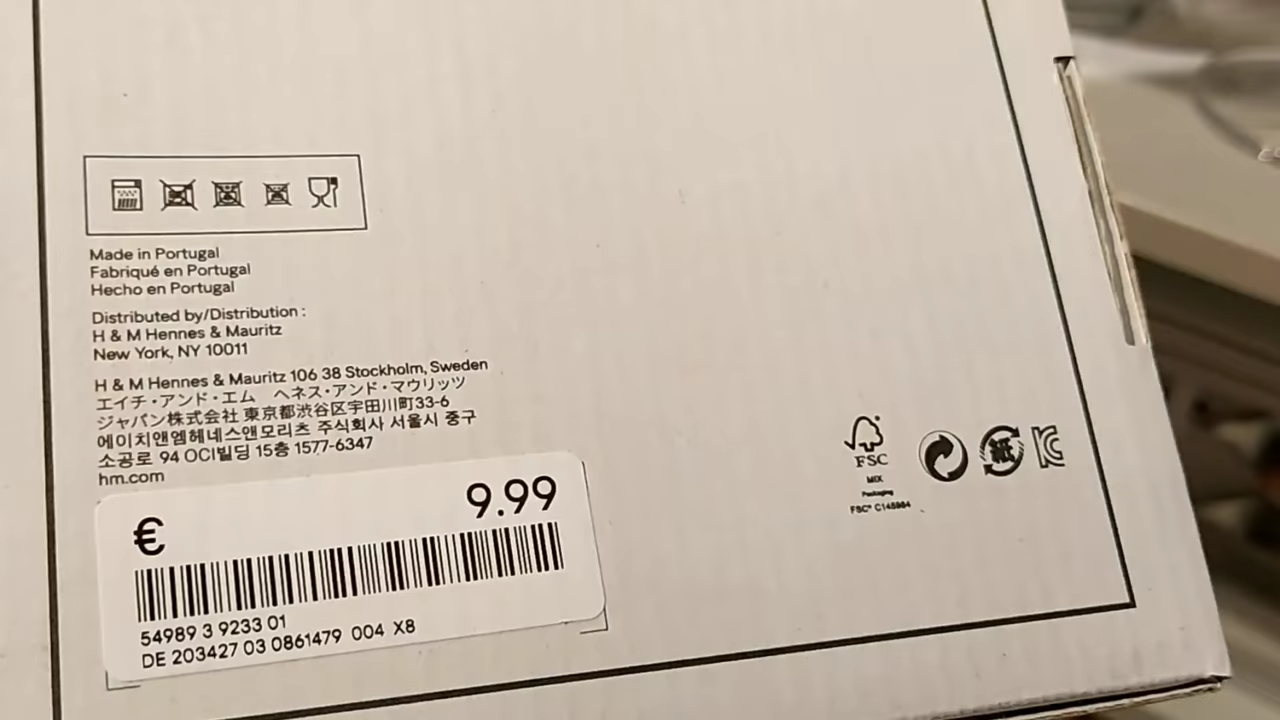 Made in Portugal
Fabriqué en Portugal
Hecho en Portugal
Distributed by/Distribution :
H & M Hennes & Mauritz
New York, NY 10011
H & M Hennes & Mauritz 106 38 Stockholm, Sweden
エイチ・アンド・エム ヘネス・アンド・マウリッツ
ジャパン株式会社 東京都渋谷区宇田川町33-6
에이치앤엠헤네스앤모리츠 주식회사 서울시 중구
소공로 94 OCI빌딩 15층 1577-6347
hm.com
€ 9.99
54989 3 9233 01
DE 203427 03 0861479 004 X8
FSC
MIX
Packaging
FSC® C145984
紙